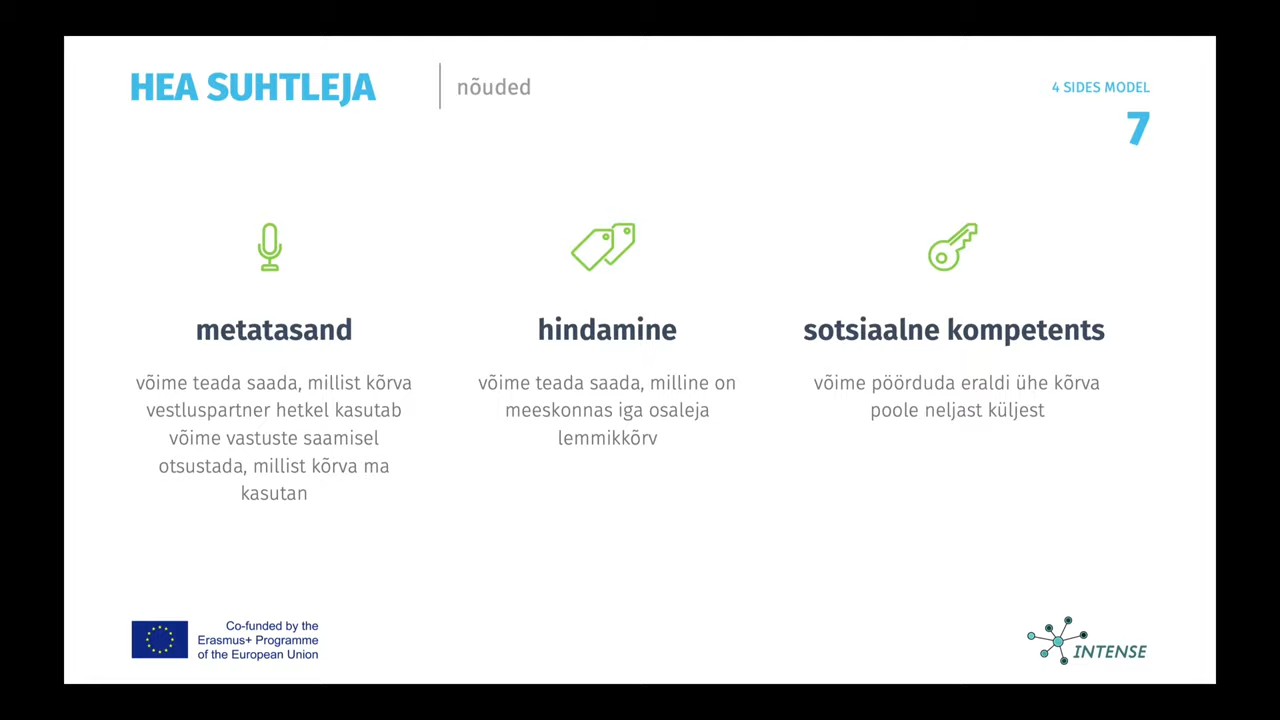 HEA SUHTLEJA
nõuded
4 SIDES MODEL
7
metatasand
võime teada saada, millist kõrva
vestluspartner hetkel kasutab
võime vastuste saamisel
otsustada, millist kõrva ma
kasutan
hindamine
võime teada saada, milline on
meeskonnas iga osaleja
lemmikkõrv
sotsiaalne kompetents
võime pöörduda eraldi ühe kõrva
poole neljast küljest
Co-funded by the
Erasmus+ Programme
of the European Union
INTENSE